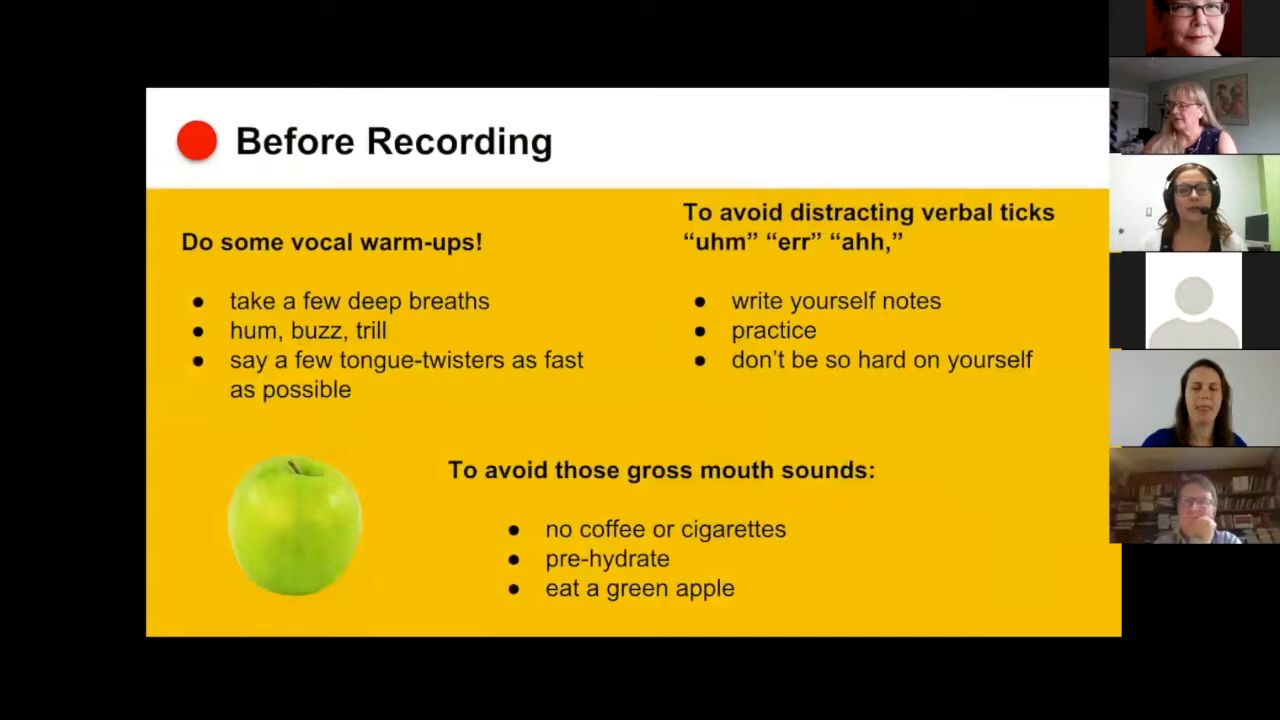 Before Recording
Do some vocal warm-ups!
● take a few deep breaths
● hum, buzz, trill
● say a few tongue-twisters as fast
as possible
To avoid distracting verbal ticks
“uhm” “err” “ahh,”
● write yourself notes
● practice
● don’t be so hard on yourself
To avoid those gross mouth sounds:
● no coffee or cigarettes
● pre-hydrate
● eat a green apple